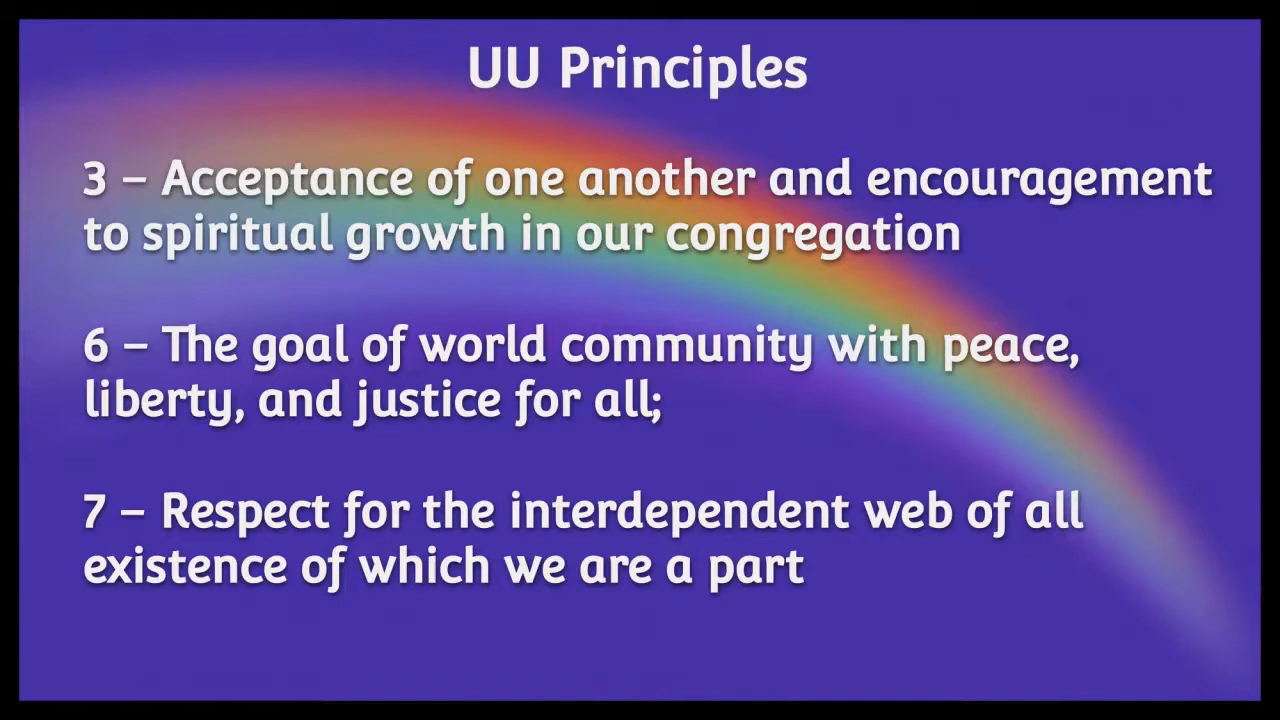 UU Principles
3 – Acceptance of one another and encouragement
to spiritual growth in our congregation
6 – The goal of world community with peace,
liberty, and justice for all;
7 – Respect for the interdependent web of all
existence of which we are a part